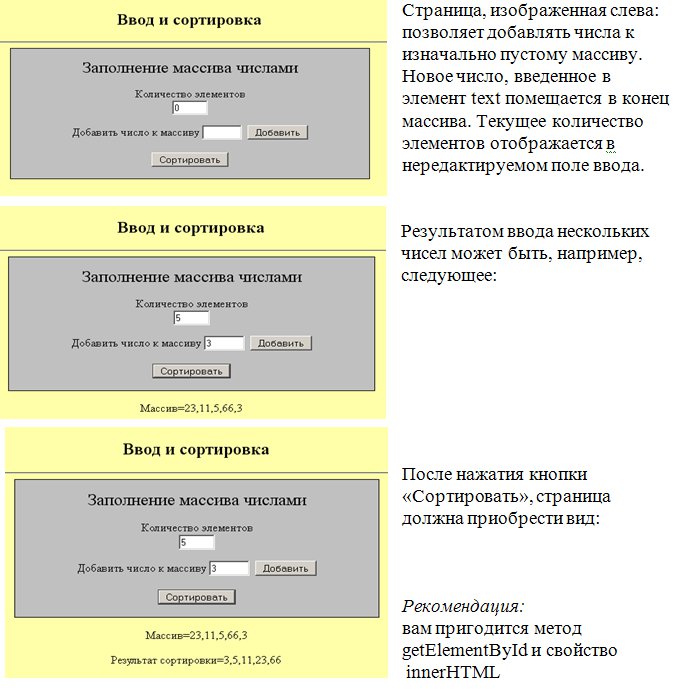 Ввод и сортировка
Заполнение массива числами
Количество элементов
0
Добавить число к массиву Добавить
Сортировать
Страница, изображенная слева:
позволяет добавлять числа к
изначально пустому массиву.
Новое число, введенное в
элемент text помещается в конец
массива. Текущее количество
элементов отображается в
нередактируемом поле ввода.
Ввод и сортировка
Заполнение массива числами
Количество элементов
5
Добавить число к массиву 3 Добавить
Сортировать
Массив=23,11,5,66,3
Результатом ввода нескольких
чисел может быть, например,
следующее:
Ввод и сортировка
Заполнение массива числами
Количество элементов
5
Добавить число к массиву 3 Добавить
Сортировать
Массив=23,11,5,66,3
Результат сортировки=3,5,11,23,66
После нажатия кнопки
«Сортировать», страница
должна приобрести вид:
Рекомендация:
вам пригодится метод
getElementById и свойство
innerHTML